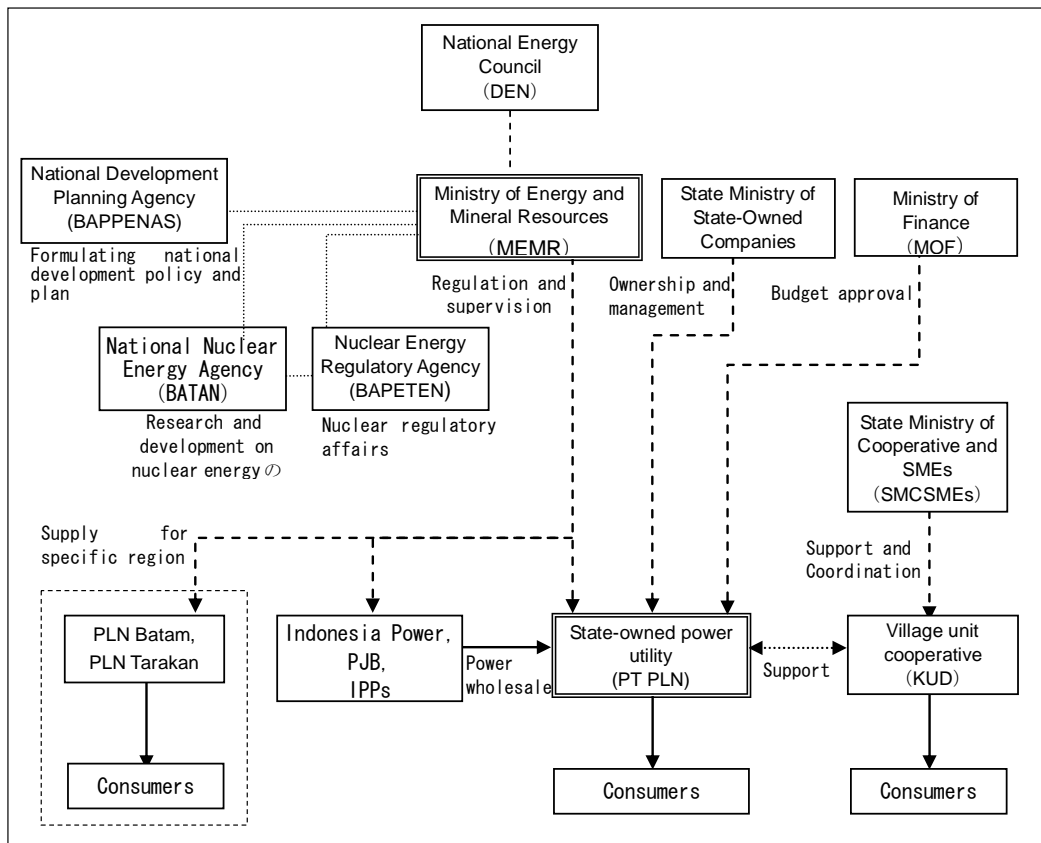 National Energy
Council
(DEN)
National Development
Planning Agency
(BAPPENAS)
Formulating national
development policy and
plan
Ministry of Energy and
Mineral Resources
(MEMR)
Regulation and
supervision
State Ministry of
State-Owned
Companies
Ownership and
management
Ministry of
Finance
(MOF)
Budget approval
National Nuclear
Energy Agency
(BATAN)
Research and
development on
nuclear energyの
Nuclear Energy
Regulatory Agency
(BAPETEN)
Nuclear regulatory
affairs
State Ministry of
Cooperative and
SMEs
(SMCSMEs)
Support and
Coordination
Supply for
specific region
PLN Batam,
PLN Tarakan
Consumers
Indonesia Power,
PJB,
IPPs
Power
wholesale
State-owned power
utility
(PT PLN)
Consumers
Support
Village unit
cooperative
(KUD)
Consumers